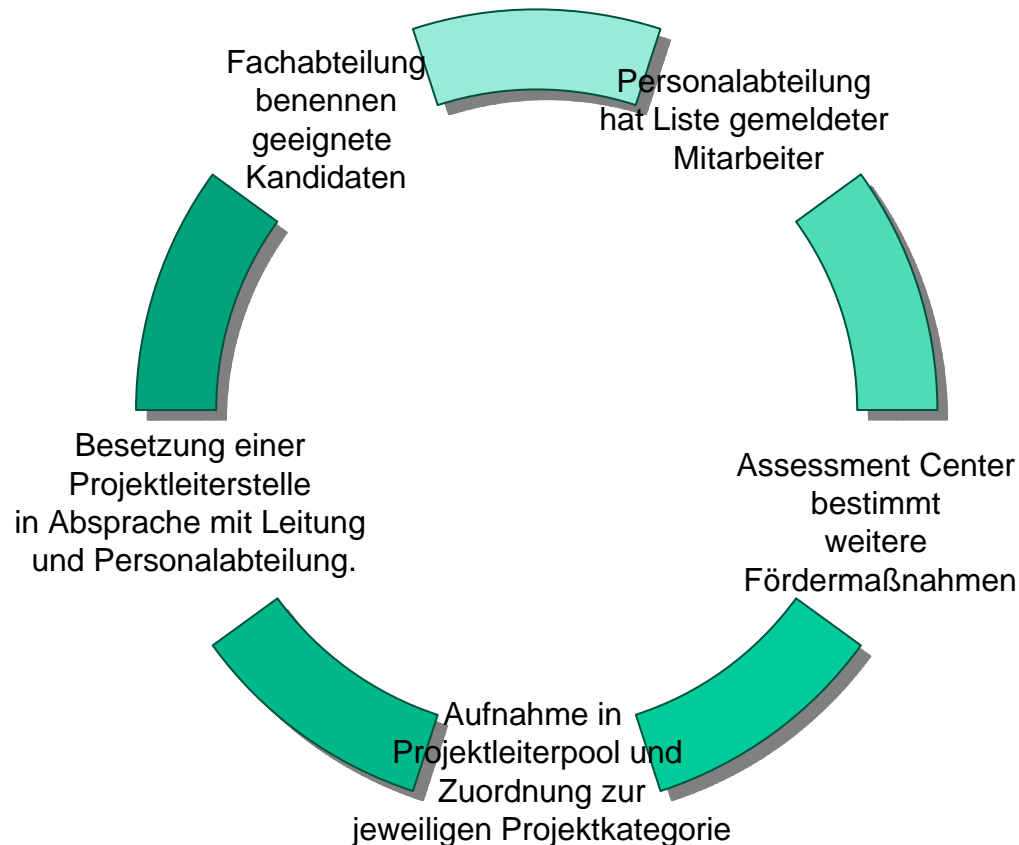 Fachabteilung
benennen
geeignete
Kandidaten
Personalabteilung
hat Liste gemeldeter
Mitarbeiter
Assessment Center
bestimmt
weitere
Fördermaßnahmen
Aufnahme in
Projektleiterpool und
Zuordnung zur
jeweiligen Projektkategorie
Besetzung einer
Projektleiterstelle
in Absprache mit Leitung
und Personalabteilung.